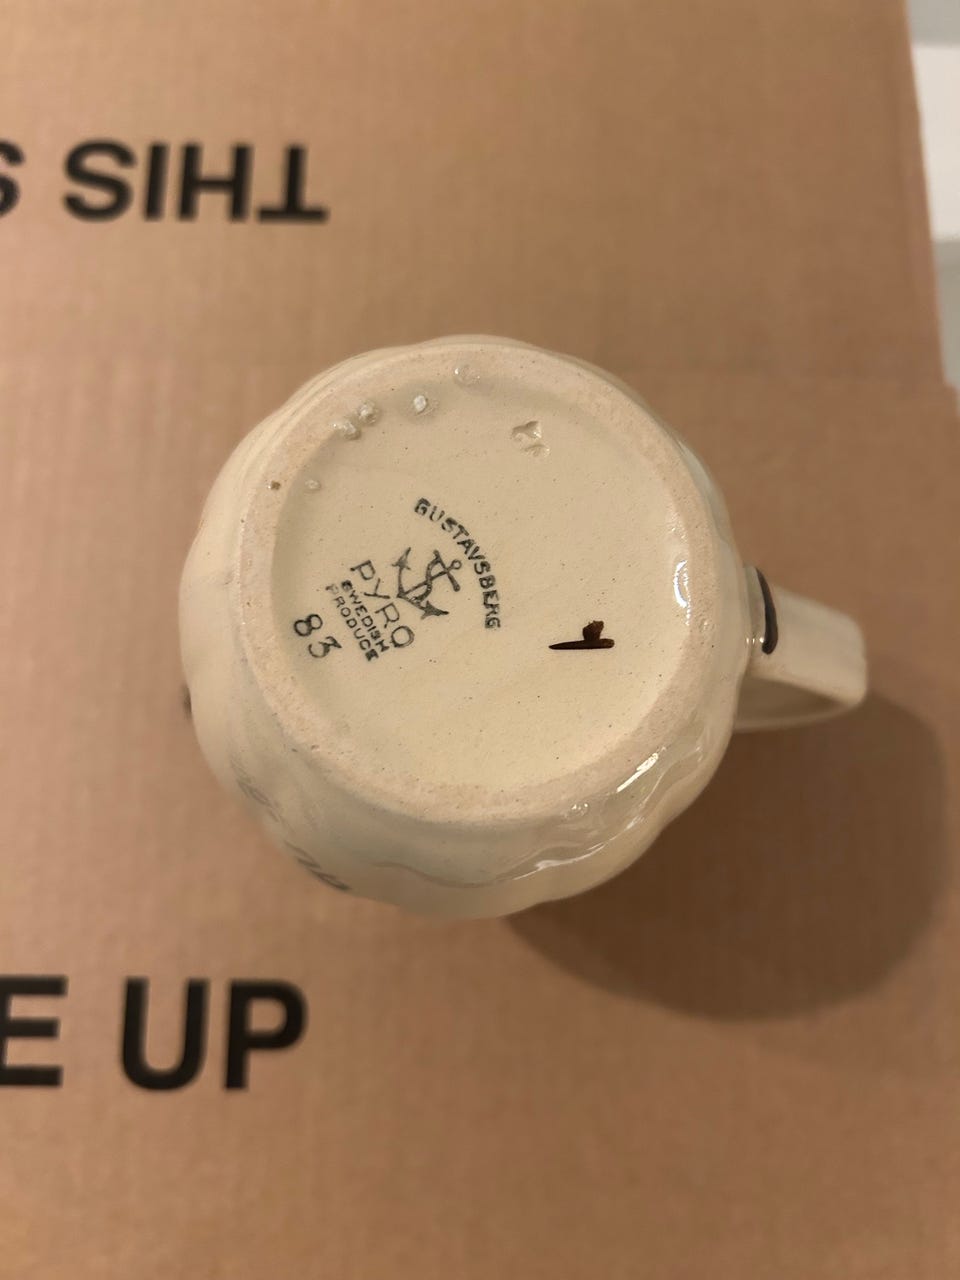 THIS S
GUSTAVSBERG
PYRO
SWEDISH
PRODUCE
83
E UP